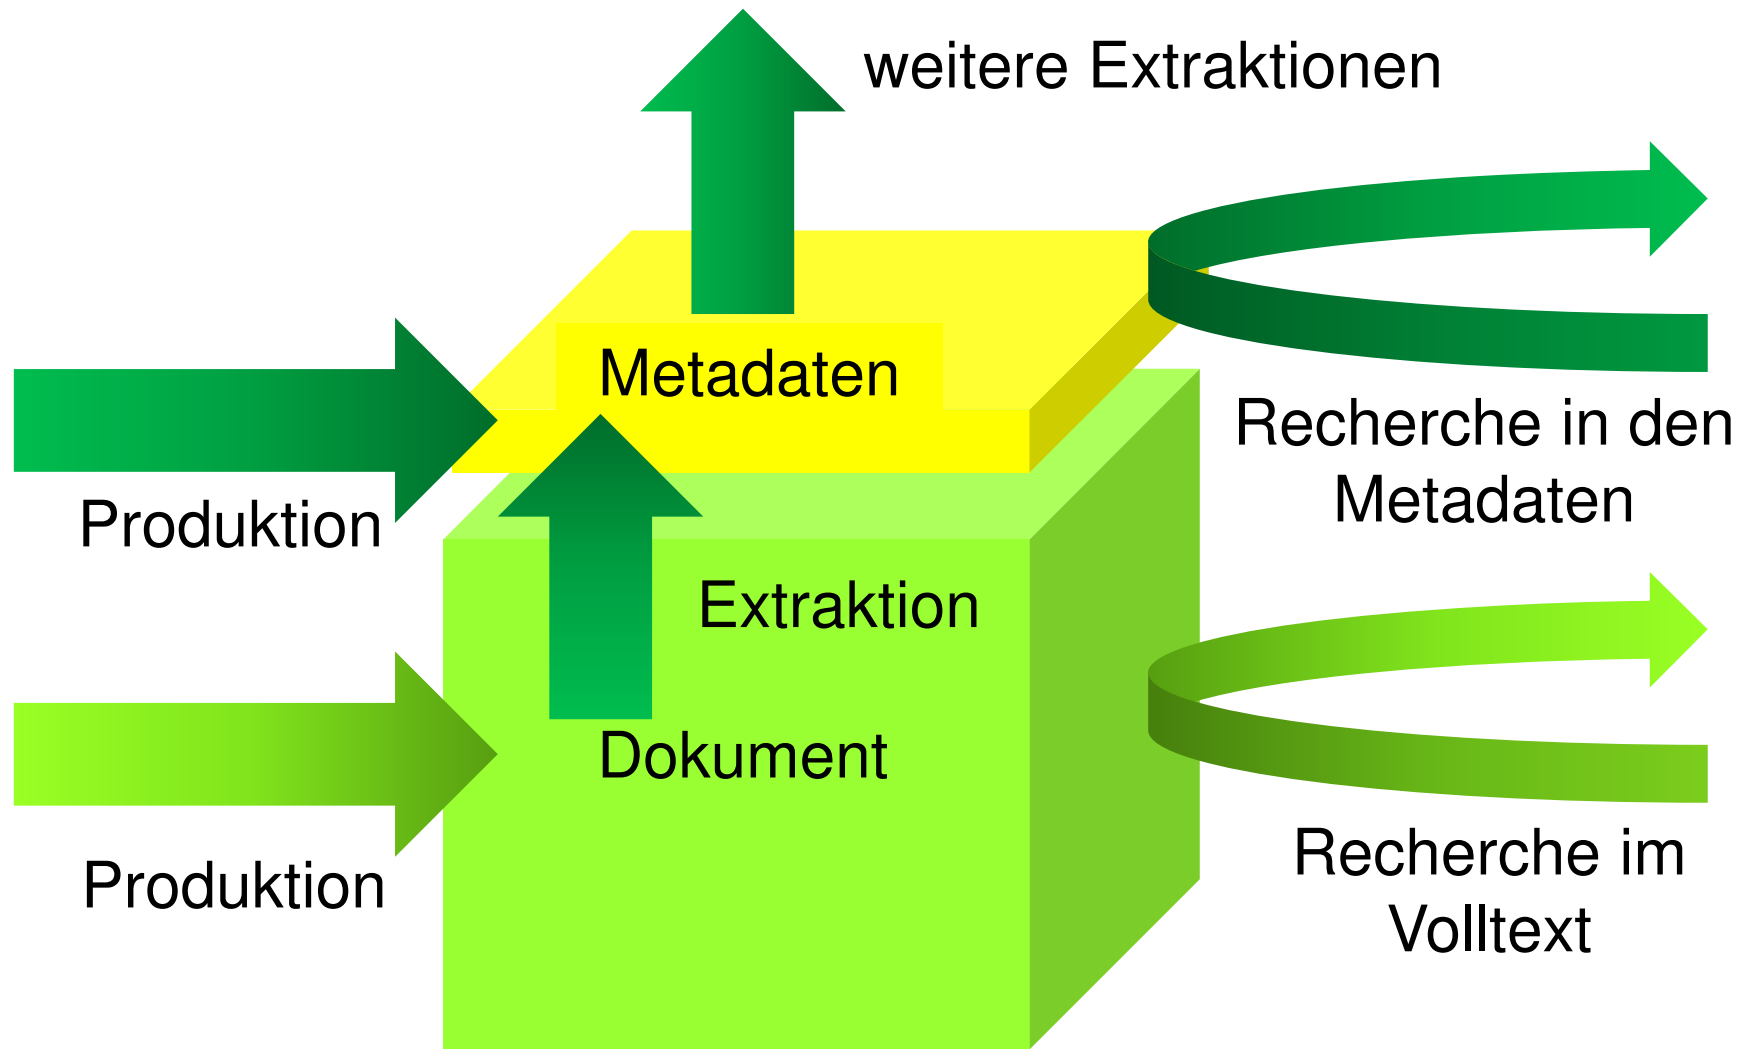 weitere Extraktionen
Metadaten
Recherche in den
Metadaten
Produktion
Extraktion
Dokument
Produktion
Recherche im
Volltext